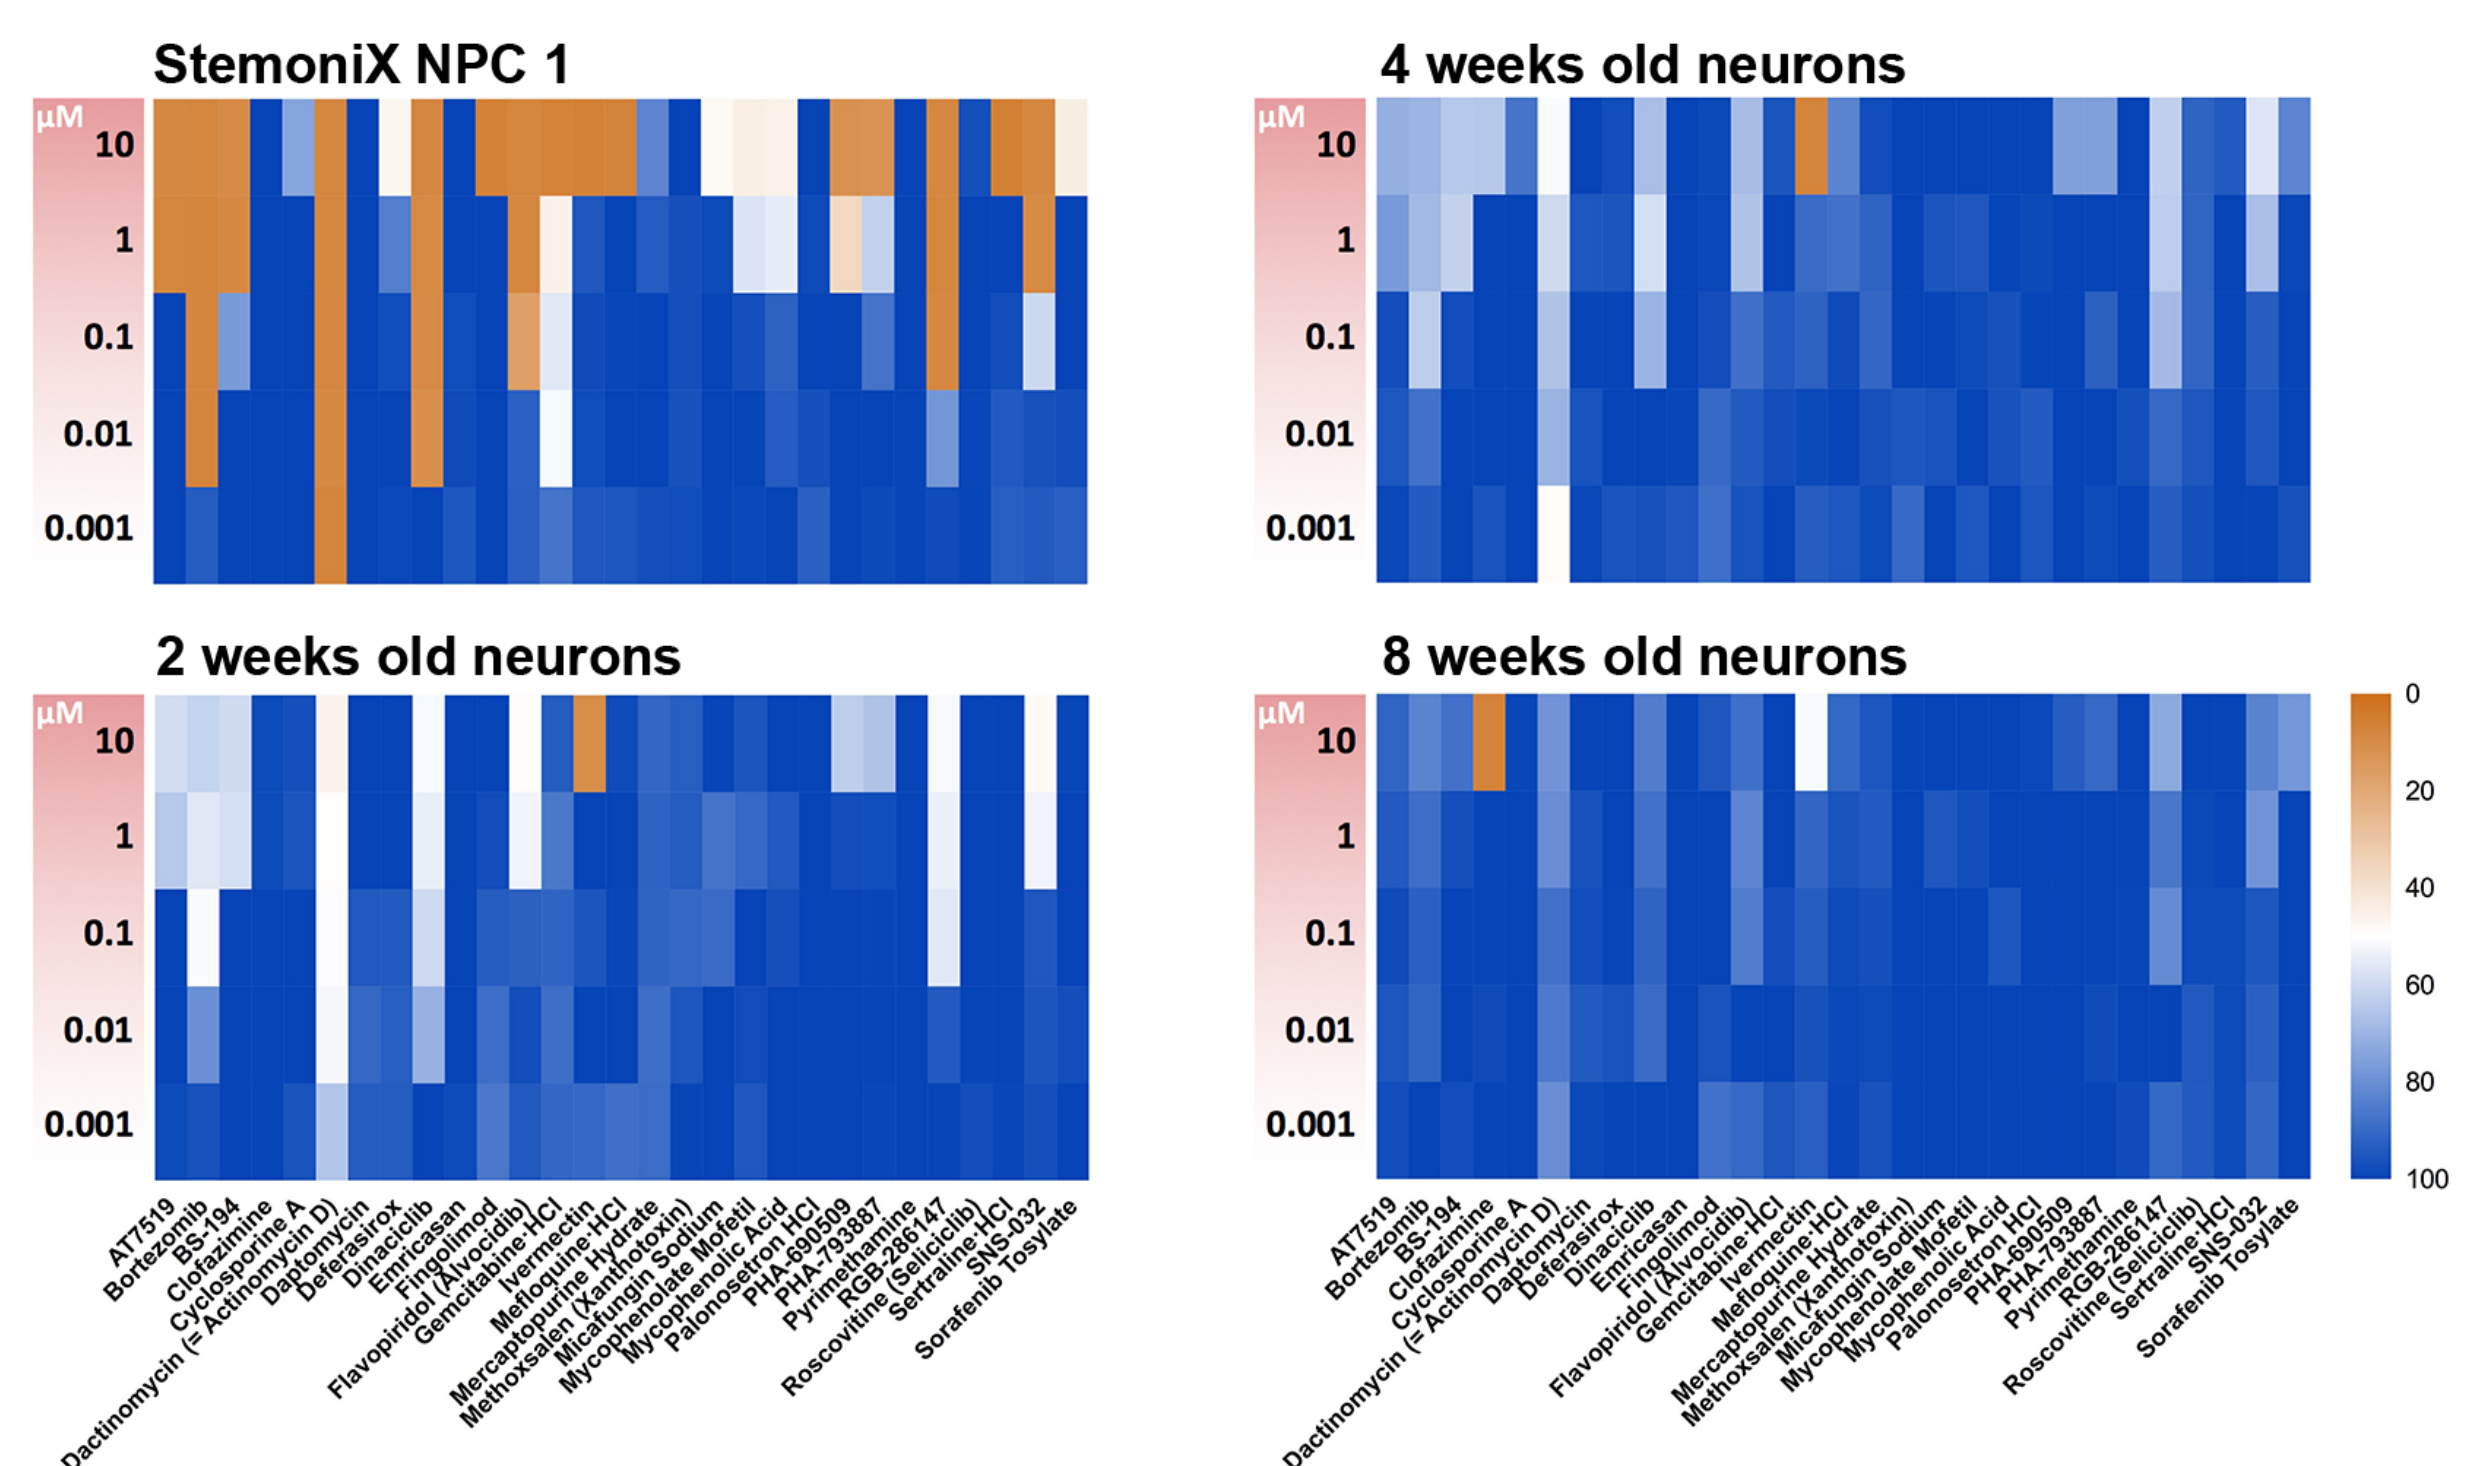 StemoniX NPC 1
µM
10
1
0.1
0.01
0.001
4 weeks old neurons
µM
10
1
0.1
0.01
0.001
2 weeks old neurons
µM
10
1
0.1
0.01
0.001
AT7519
Bortezomib
BS-194
Clofazimine
Cyclosporine A
Dactinomycin (= Actinomycin D)
Daptomycin
Deferasirox
Dinaciclib
Emricasan
Fingolimod
Flavopiridol (Alvocidib)
Gemcitabine·HCl
Ivermectin
Mefloquine·HCl
Mercaptopurine Hydrate
Methoxsalen (Xanthotoxin)
Micafungin Sodium
Mycophenolate Mofetil
Mycophenolic Acid
Palonosetron HCl
PHA-690509
PHA-793887
Pyrimethamine
RGB-286147
Roscovitine (Seliciclib)
Sertraline·HCl
SNS-032
Sorafenib Tosylate
8 weeks old neurons
µM
10
1
0.1
0.01
0.001
AT7519
Bortezomib
BS-194
Clofazimine
Cyclosporine A
Dactinomycin (= Actinomycin D)
Daptomycin
Deferasirox
Dinaciclib
Emricasan
Fingolimod
Flavopiridol (Alvocidib)
Gemcitabine·HCl
Ivermectin
Mefloquine·HCl
Mercaptopurine Hydrate
Methoxsalen (Xanthotoxin)
Micafungin Sodium
Mycophenolate Mofetil
Mycophenolic Acid
Palonosetron HCl
PHA-690509
PHA-793887
Pyrimethamine
RGB-286147
Roscovitine (Seliciclib)
Sertraline·HCl
SNS-032
Sorafenib Tosylate
0
20
40
60
80
100